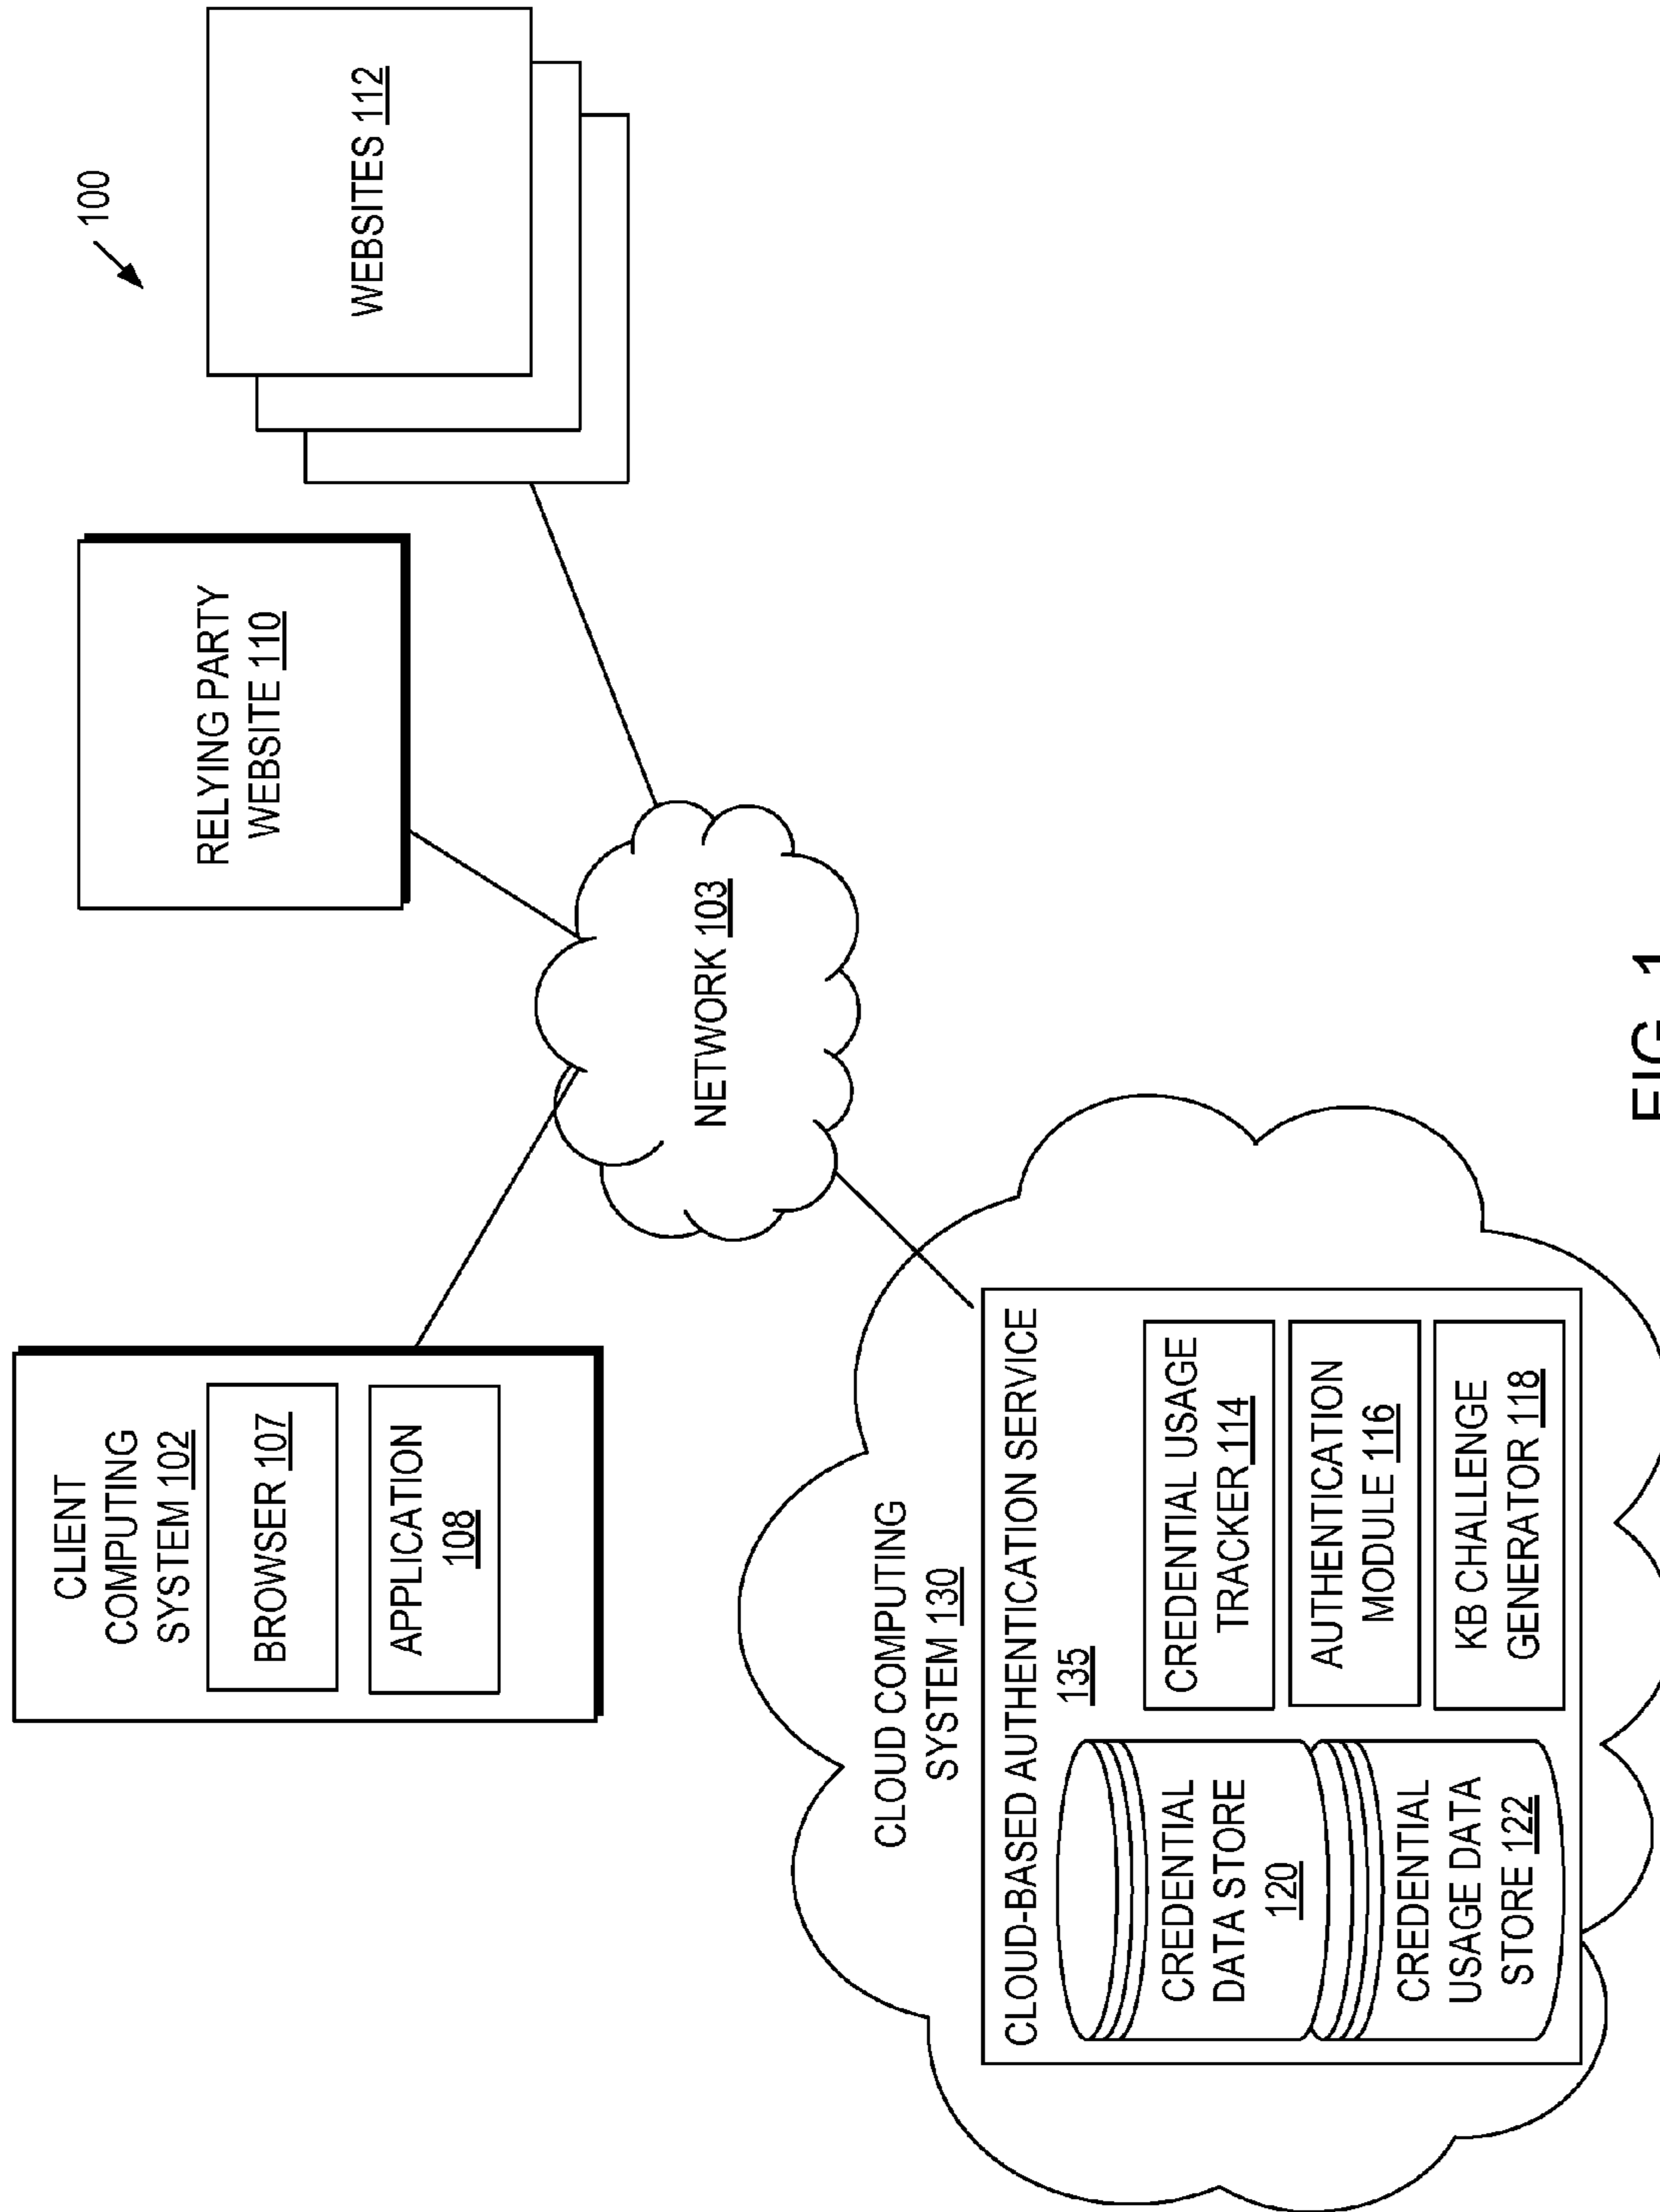 100
CLIENT
COMPUTING
SYSTEM 102
BROWSER 107
APPLICATION
108
RELYING PARTY
WEBSITE 110
WEBSITES 112
NETWORK 103
CLOUD COMPUTING
SYSTEM 130
CLOUD-BASED AUTHENTICATION SERVICE
135
CREDENTIAL
DATA STORE
120
CREDENTIAL
USAGE DATA
STORE 122
CREDENTIAL USAGE
TRACKER 114
AUTHENTICATION
MODULE 116
KB CHALLENGE
GENERATOR 118
FIG. 1